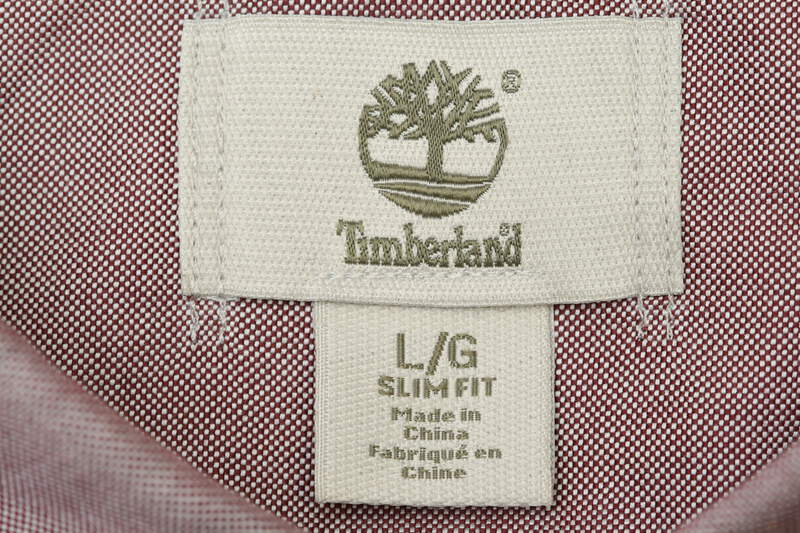 ®
Timberland
L/G
SLIM FIT
Made in
China
Fabriqué en
Chine